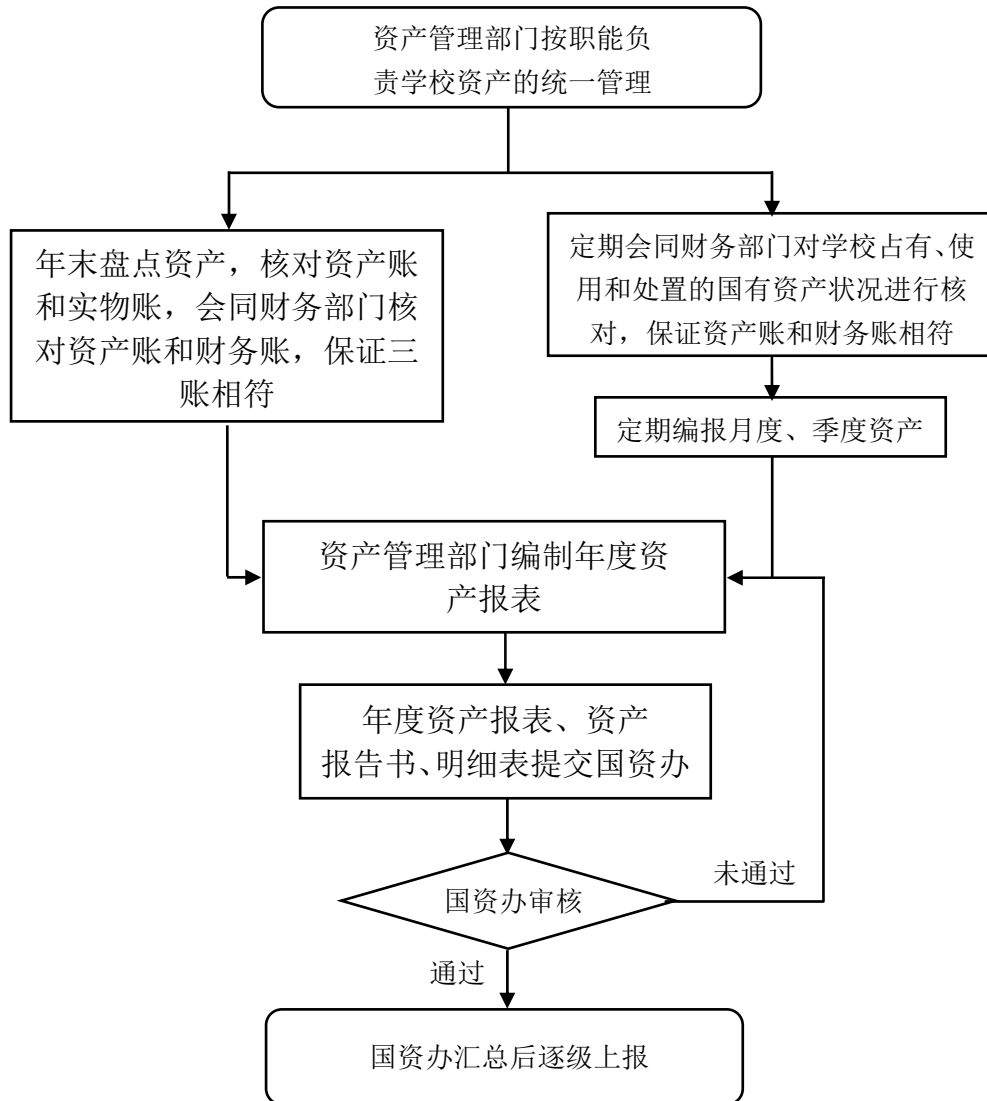 资产管理部门按职能负
责学校资产的统一管理
年末盘点资产，核对资产账
和实物账，会同财务部门核
对资产账和财务账，保证三
账相符
定期会同财务部门对学校占有、使
用和处置的国有资产状况进行核
对，保证资产账和财务账相符
定期编报月度、季度资产
资产管理部门编制年度资
产报表
年度资产报表、资产
报告书、明细表提交国资办
国资办审核
未通过
通过
国资办汇总后逐级上报